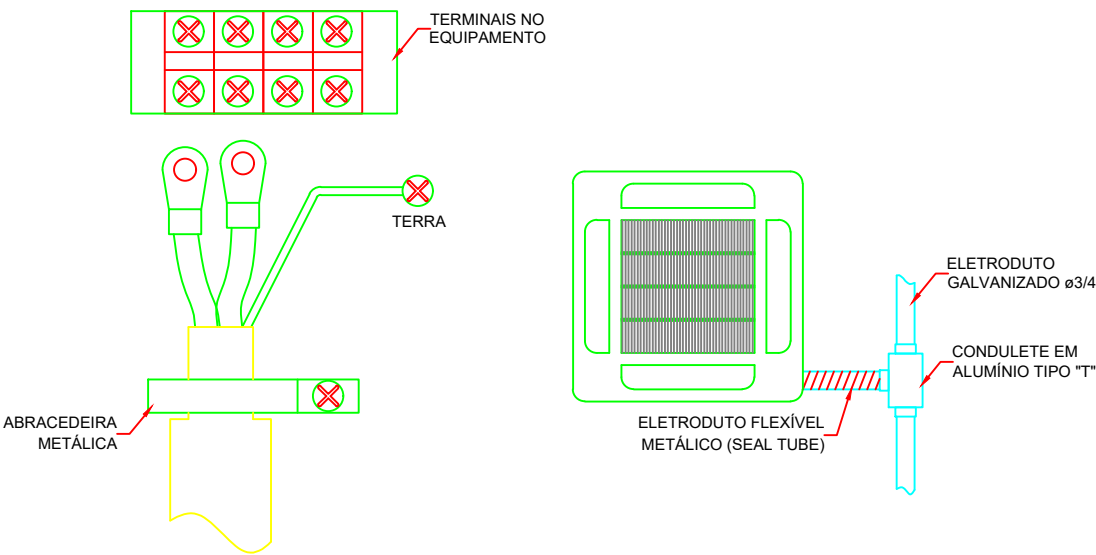 TERMINAIS NO
EQUIPAMENTO
TERRA
ABRACEDEIRA
METÁLICA
ELETRODUTO
GALVANIZADO ø3/4
CONDULETE EM
ALUMÍNIO TIPO "T"
ELETRODUTO FLEXÍVEL
METÁLICO (SEAL TUBE)